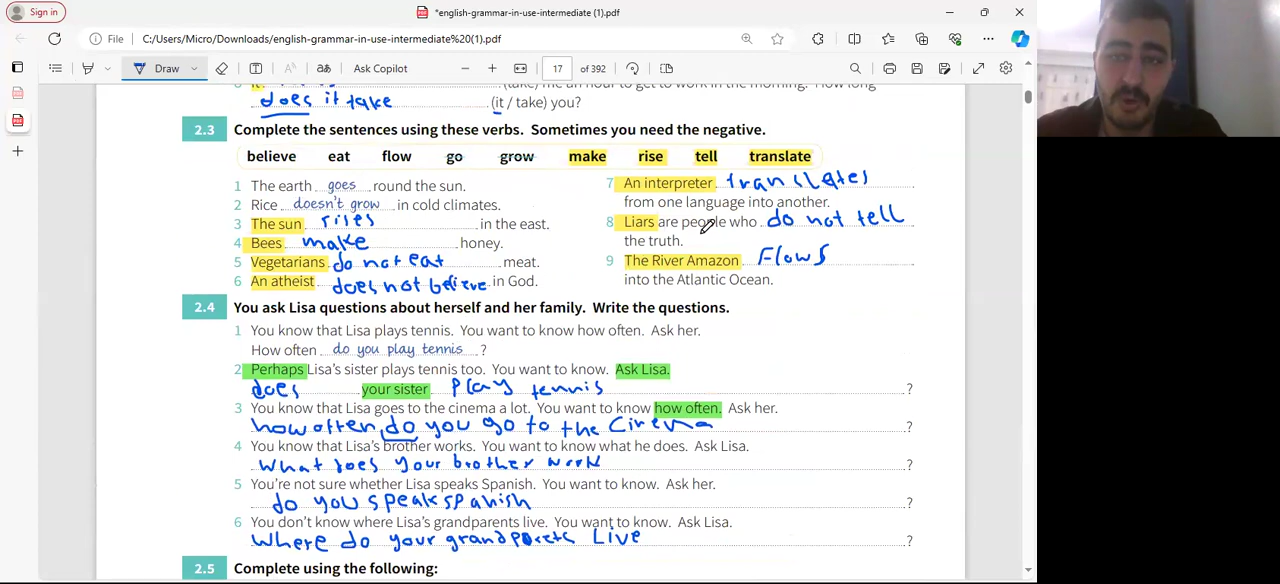 Sign in
*english-grammar-in-use-intermediate (1).pdf
File C:/Users/Micro/Downloads/english-grammar-in-use-intermediate%20(1).pdf
Draw Ask Copilot 17 of 392
(take) me an hour to get to work in the morning. How long
does it take (it / take) you?
2.3 Complete the sentences using these verbs. Sometimes you need the negative.
believe eat flow go grow make rise tell translate
1 The earth goes round the sun.
2 Rice doesn't grow in cold climates.
3 The sun rises in the east.
4 Bees make honey.
5 Vegetarians do not eat meat.
6 An atheist does not believe in God.
7 An interpreter translates
from one language into another.
8 Liars are people who do not tell
the truth.
9 The River Amazon Flows
into the Atlantic Ocean.
2.4 You ask Lisa questions about herself and her family. Write the questions.
1 You know that Lisa plays tennis. You want to know how often. Ask her.
How often do you play tennis ?
2 Perhaps Lisa's sister plays tennis too. You want to know. Ask Lisa.
does your sister play tennis ?
3 You know that Lisa goes to the cinema a lot. You want to know how often. Ask her.
how often do you go to the Cinema ?
4 You know that Lisa's brother works. You want to know what he does. Ask Lisa.
What does your brother work ?
5 You're not sure whether Lisa speaks Spanish. You want to know. Ask her.
do you speak spanish ?
6 You don't know where Lisa's grandparents live. You want to know. Ask Lisa.
Where do your Live ?
2.5 Complete using the following: